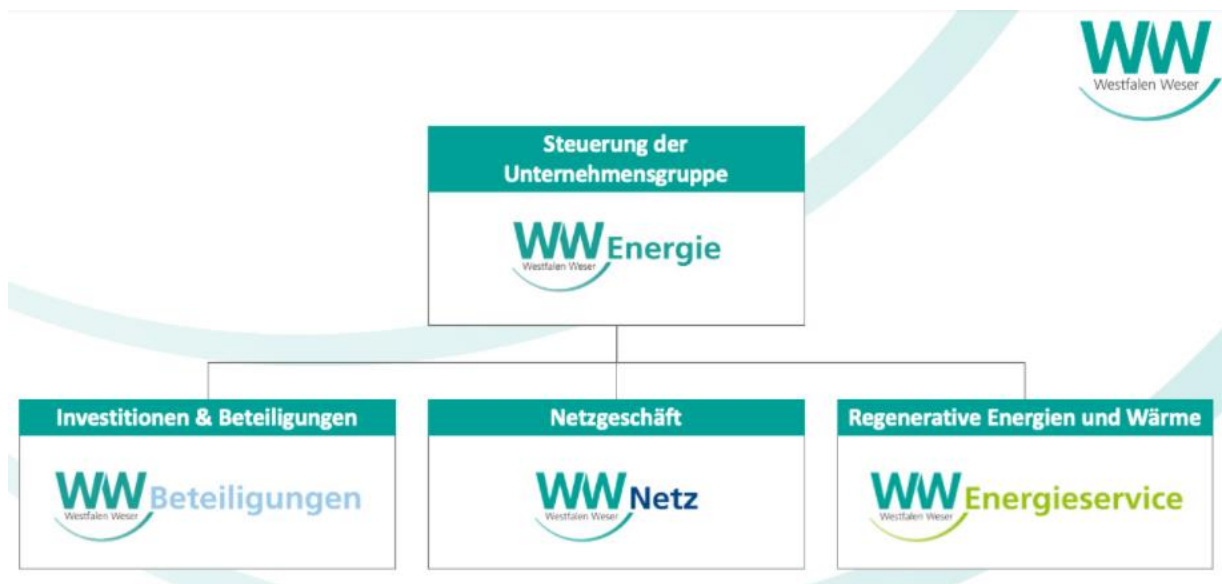 WW
Westfalen Weser
Steuerung der
Unternehmensgruppe
WW Energie
Westfalen Weser
Investitionen & Beteiligungen
Netzgeschäft
Regenerative Energien und Wärme
WW Beteiligungen
Westfalen Weser
WW Netz
Westfalen Weser
WW Energieservice
Westfalen Weser